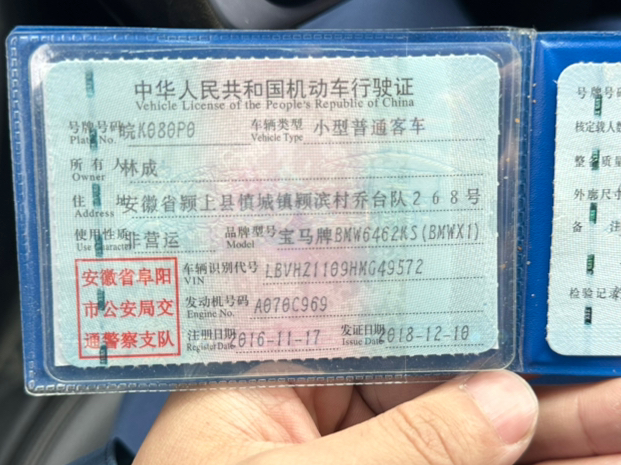 中华人民共和国机动车行驶证
Vehicle License of the People's Republic of China
号牌号码 皖K080P0 车辆类型 小型普通客车
Plate No. Vehicle Type
所有人 林成
Owner
住址 安徽省颍上县慎城镇颍滨村乔台队268号
Address
使用性质 非营运 品牌型号 宝马牌BMW6462KS(BMWX1)
Use Character Model
车辆识别代号 LBVHZ1109HMG49572
VIN
发动机号码 A070C969
Engine No.
注册日期 2016-11-17 发证日期 2018-12-10
Register Date Issue Date
安徽省阜阳
市公安局交
通警察支队
号牌号码
核定载人数
整备质量
外廓尺寸
备注
检验记录